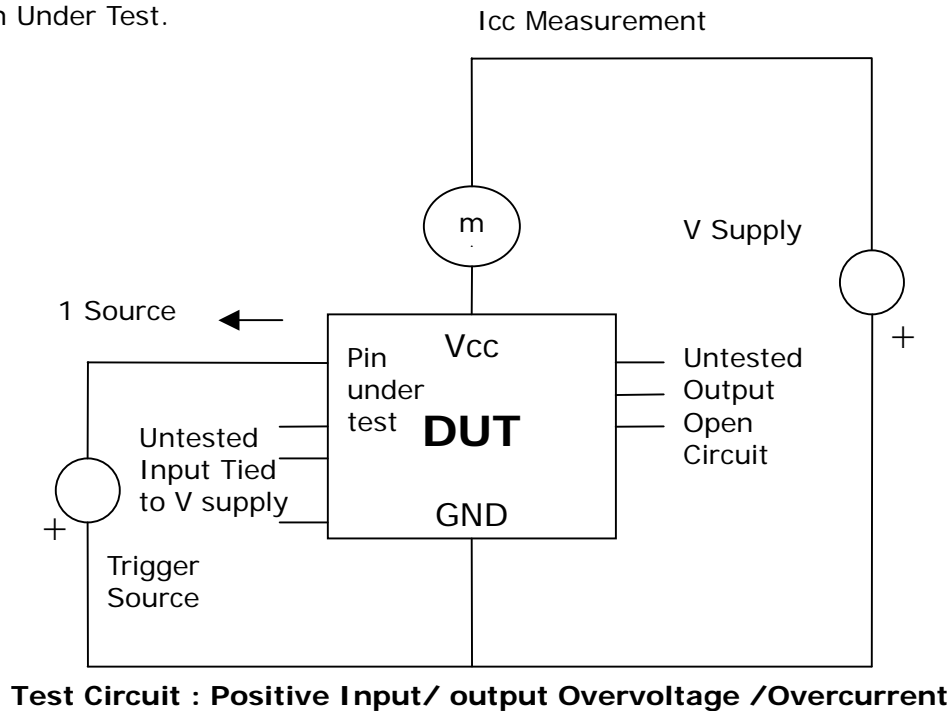 n Under Test.
Icc Measurement
m
V Supply
+
1 Source
Vcc
Pin
under
test
DUT
GND
Untested
Output
Open
Circuit
Untested
Input Tied
to V supply
+
Trigger
Source
Test Circuit : Positive Input/ output Overvoltage /Overcurrent